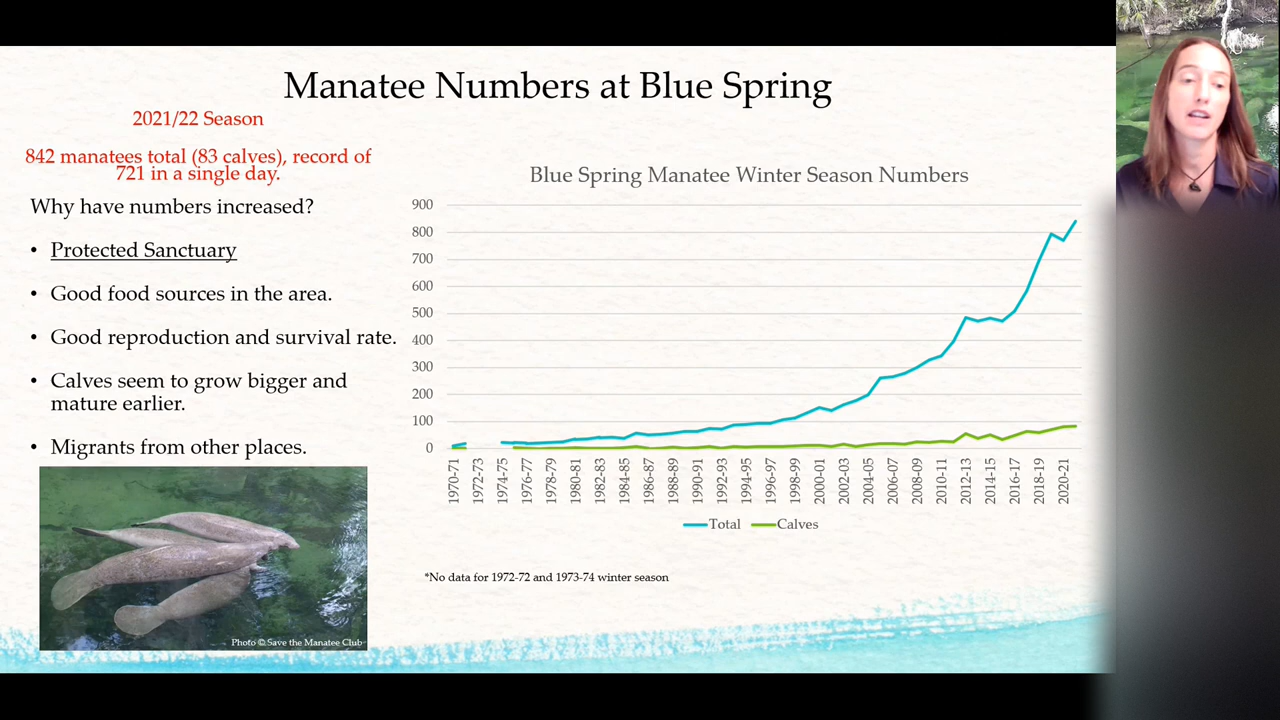 Manatee Numbers at Blue Spring
2021/22 Season
842 manatees total (83 calves), record of
721 in a single day.
Why have numbers increased?
• Protected Sanctuary
• Good food sources in the area.
• Good reproduction and survival rate.
• Calves seem to grow bigger and
mature earlier.
• Migrants from other places.
Photo © Save the Manatee Club
Blue Spring Manatee Winter Season Numbers
900
800
700
600
500
400
300
200
100
0
1970-71
1972-73
1974-75
1976-77
1978-79
1980-81
1982-83
1984-85
1986-87
1988-89
1990-91
1992-93
1994-95
1996-97
1998-99
2000-01
2002-03
2004-05
2006-07
2008-09
2010-11
2012-13
2014-15
2016-17
2018-19
2020-21
Total
Calves
*No data for 1972-72 and 1973-74 winter season